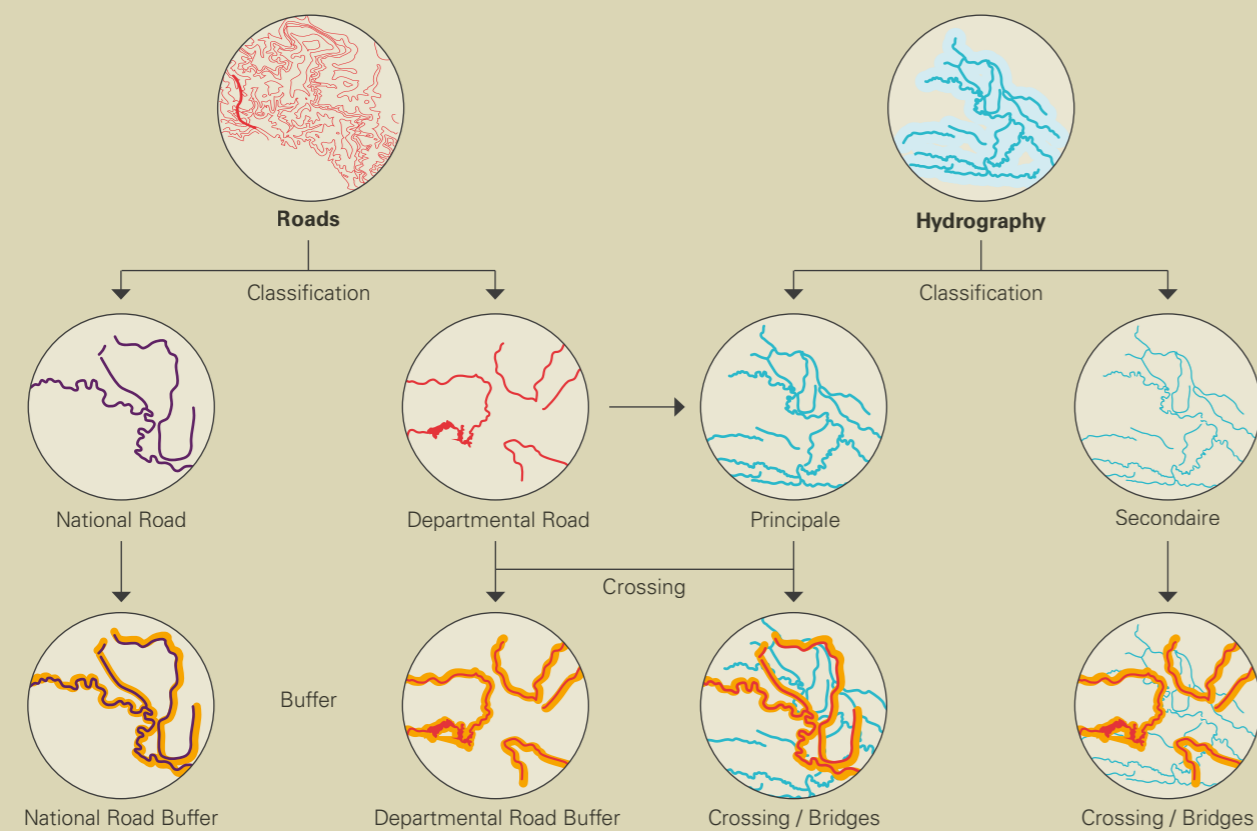 Roads
Hydrography
Classification
Classification
National Road
Departmental Road
Principale
Secondaire
Crossing
Buffer
National Road Buffer
Departmental Road Buffer
Crossing / Bridges
Crossing / Bridges